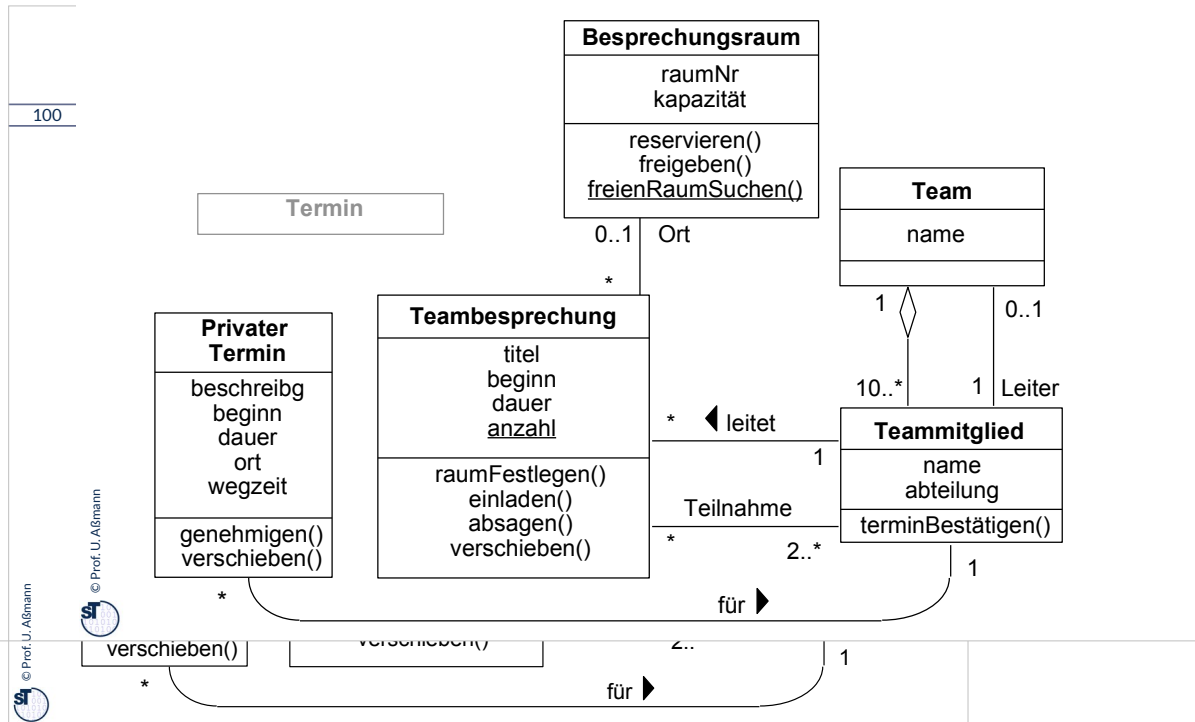 Besprechungsraum
raumNr
kapazität
reservieren()
freigeben()
freienRaumSuchen()
100
Termin
Team
name
0..1 Ort
*
1
0..1
Privater
Termin
beschreibg
beginn
dauer
ort
wegzeit
genehmigen()
verschieben()
Teambesprechung
titel
beginn
dauer
anzahl
raumFestlegen()
einladen()
absagen()
verschieben()
10..*
1 Leiter
* leitet
1
Teilnahme
*
2..*
Teammitglied
name
abteilung
terminBestätigen()
*
für
1
© Prof. U. Aßmann
ST
verschieben()
verschieben()
2..
1
*
für
© Prof. U. Aßmann
ST